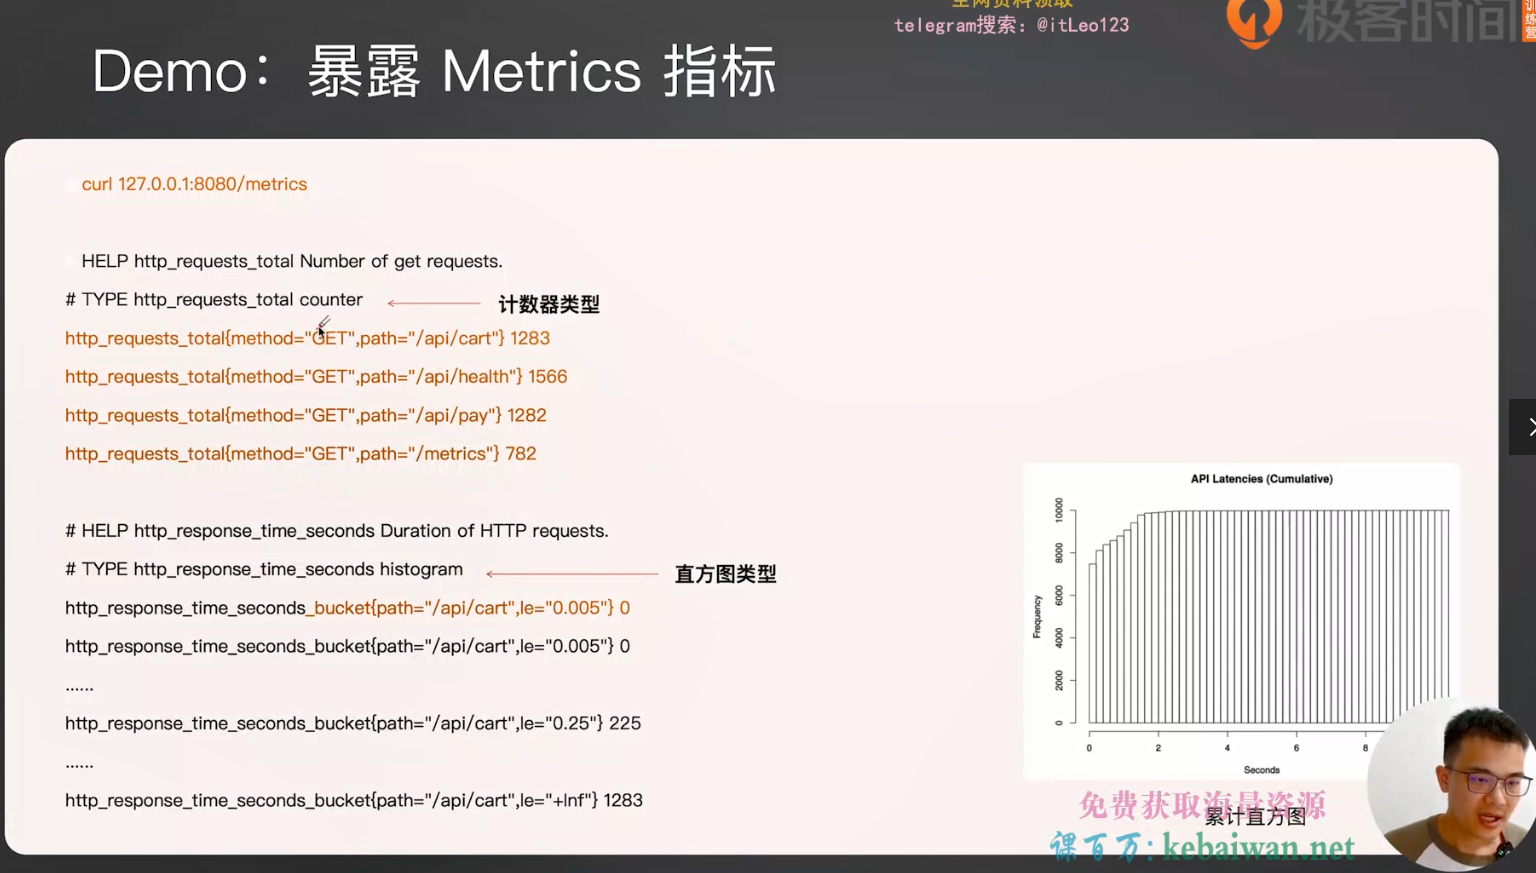 全网资料领取
telegram搜索：@itLeo123
极客时间
训练营
Demo：暴露 Metrics 指标
curl 127.0.0.1:8080/metrics
HELP http_requests_total Number of get requests.
# TYPE http_requests_total counter
计数器类型
http_requests_total{method="GET",path="/api/cart"} 1283
http_requests_total{method="GET",path="/api/health"} 1566
http_requests_total{method="GET",path="/api/pay"} 1282
http_requests_total{method="GET",path="/metrics"} 782
# HELP http_response_time_seconds Duration of HTTP requests.
# TYPE http_response_time_seconds histogram
直方图类型
http_response_time_seconds_bucket{path="/api/cart",le="0.005"} 0
http_response_time_seconds_bucket{path="/api/cart",le="0.005"} 0
......
http_response_time_seconds_bucket{path="/api/cart",le="0.25"} 225
......
http_response_time_seconds_bucket{path="/api/cart",le="+Inf"} 1283
API Latencies (Cumulative)
Frequency
10000
8000
6000
4000
2000
0
0 2 4 6 8
Seconds
免费获取海量资源
累计直方图
课百万：kebaiwan.net